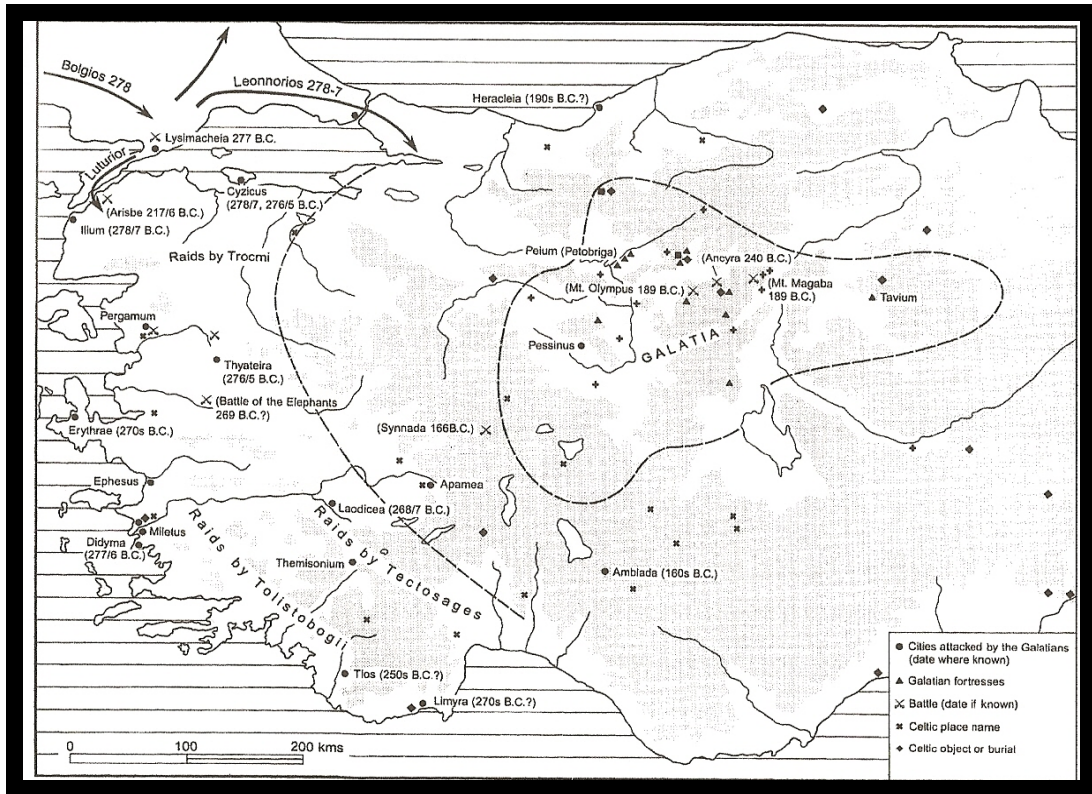 Bolgios 278
Leonnorios 278-7
Heracleia (190s B.C.?)
Lysimacheia 277 B.C.
Luturior
Cyzicus
(278/7, 276/5 B.C.)
(Arisbe 217/6 B.C.)
Ilium (278/7 B.C.)
Raids by Trocmi
Peium (Petobriga)
(Ancyra 240 B.C.)
(Mt. Olympus 189 B.C.)
(Mt. Magaba
189 B.C.)
Tavium
Pergamum
Pessinus
GALATIA
Thyateira
(276/5 B.C.)
(Battle of the Elephants
269 B.C.?)
Erythrae (270s B.C.)
(Synnada 166B.C.)
Ephesus
Apamea
Laodicea (268/7 B.C.)
Miletus
Didyma
(277/6 B.C.)
Raids by Tolistobogli
Raids by Tectosages
Themisonium
Amblada (160s B.C.)
Tlos (250s B.C.?)
Limyra (270s B.C.?)
Cities attacked by the Galatians
(date where known)
Galatian fortresses
Battle (date if known)
Celtic place name
Celtic object or burial
0 100 200 kms